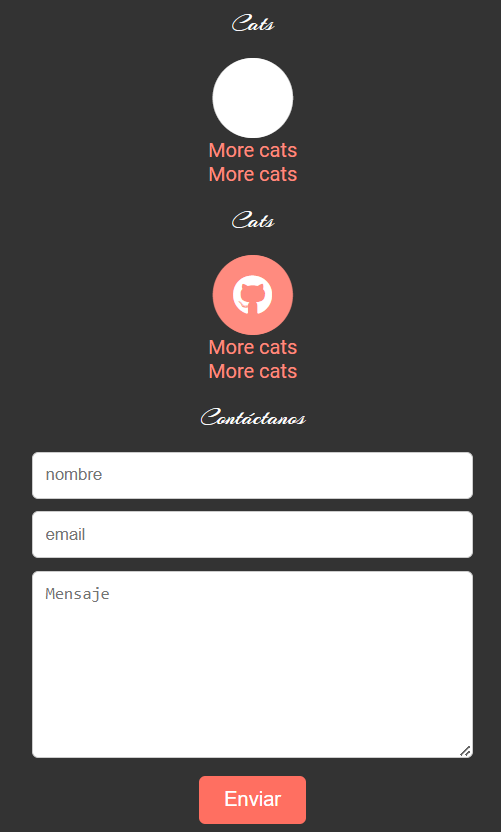 Cats
More cats
More cats
Cats
More cats
More cats
Contáctanos
nombre
email
Mensaje
Enviar